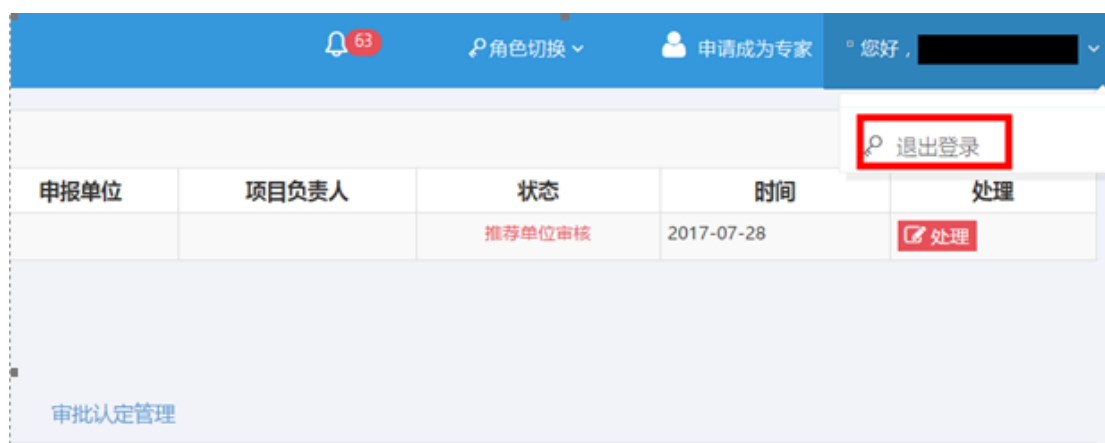 63 角色切换 申请成为专家 您好，
退出登录
申报单位 项目负责人 状态 时间 处理
推荐单位审核 2017-07-28 处理
审批认定管理